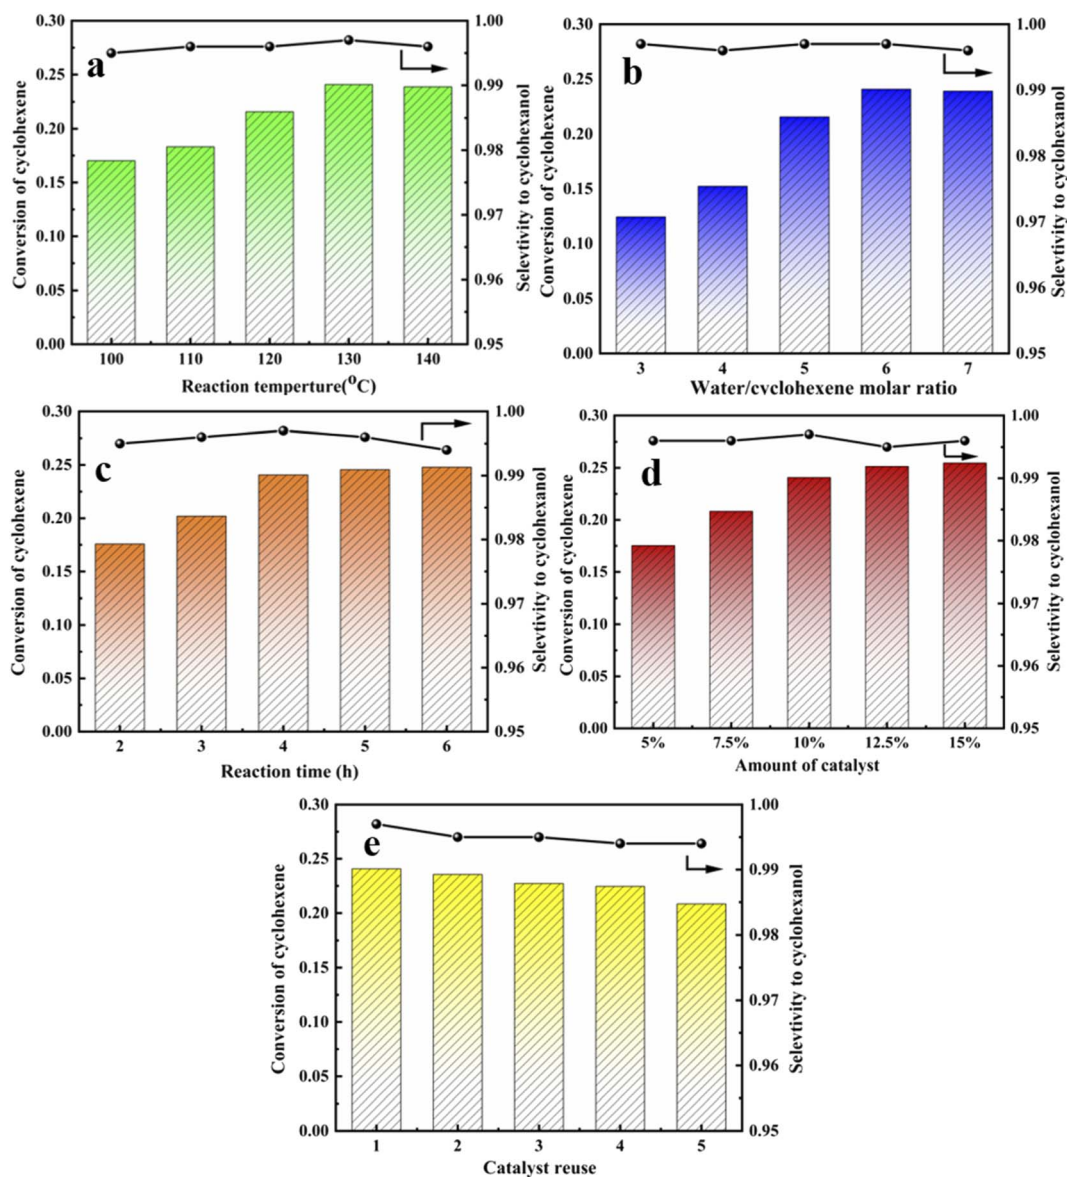 a
0.30
0.25
0.20
0.15
0.10
0.05
0.00
Conversion of cyclohexene
1.00
0.99
0.98
0.97
0.96
0.95
Selevtivity to cyclohexanol
100 110 120 130 140
Reaction temperture(°C)
b
0.30
0.25
0.20
0.15
0.10
0.05
0.00
Conversion of cyclohexene
1.00
0.99
0.98
0.97
0.96
0.95
Selevtivity to cyclohexanol
3 4 5 6 7
Water/cyclohexene molar ratio
c
0.30
0.25
0.20
0.15
0.10
0.05
0.00
Conversion of cyclohexene
1.00
0.99
0.98
0.97
0.96
0.95
Selevtivity to cyclohexanol
2 3 4 5 6
Reaction time (h)
d
0.30
0.25
0.20
0.15
0.10
0.05
0.00
Conversion of cyclohexene
1.00
0.99
0.98
0.97
0.96
0.95
Selevtivity to cyclohexanol
5% 7.5% 10% 12.5% 15%
Amount of catalyst
e
0.30
0.25
0.20
0.15
0.10
0.05
0.00
Conversion of cyclohexene
1.00
0.99
0.98
0.97
0.96
0.95
Selevtivity to cyclohexanol
1 2 3 4 5
Catalyst reuse